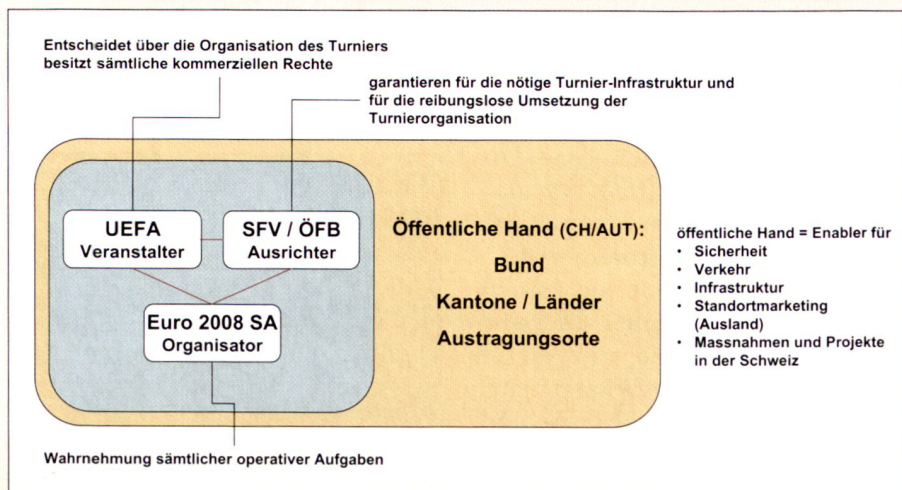 Entscheidet über die Organisation des Turniers
besitzt sämtliche kommerziellen Rechte
garantieren für die nötige Turnier-Infrastruktur und
für die reibungslose Umsetzung der
Turnierorganisation
UEFA
Veranstalter
SFV / ÖFB
Ausrichter
Euro 2008 SA
Organisator
Öffentliche Hand (CH/AUT):
Bund
Kantone / Länder
Austragungsorte
öffentliche Hand = Enabler für
• Sicherheit
• Verkehr
• Infrastruktur
• Standortmarketing
(Ausland)
• Massnahmen und Projekte
in der Schweiz
Wahrnehmung sämtlicher operativer Aufgaben